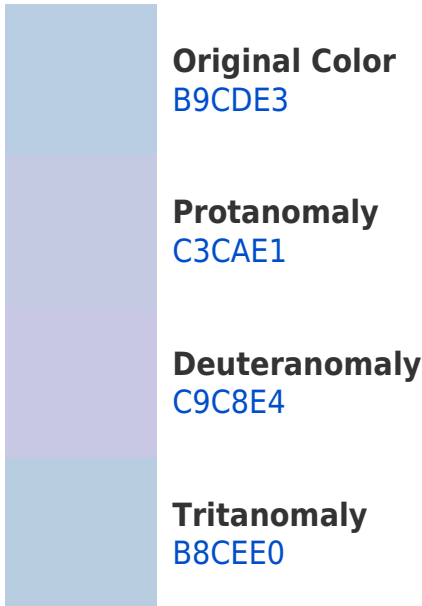 Original Color
B9CDE3
Protanomaly
C3CAE1
Deuteranomaly
C9C8E4
Tritanomaly
B8CEE0